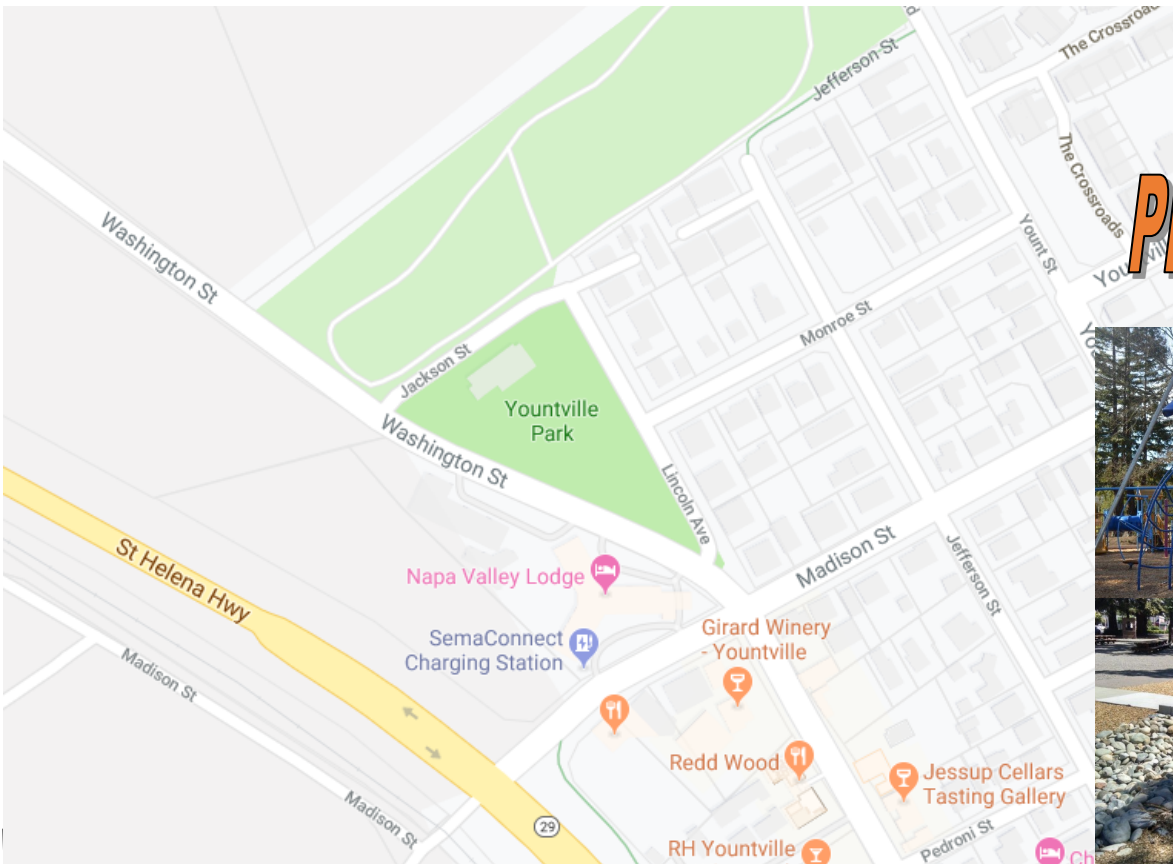 The Crossroads
Jefferson St
The Crossroads
Washington St
Yount St
Monroe St
Jackson St
Yountville
Park
Washington St
Lincoln Ave
Madison St
St Helena Hwy
Napa Valley Lodge
Jefferson St
SemaConnect
Charging Station
Girard Winery
- Yountville
Madison St
Redd Wood
Jessup Cellars
Tasting Gallery
Madison St
29
Pedroni St
RH Yountville